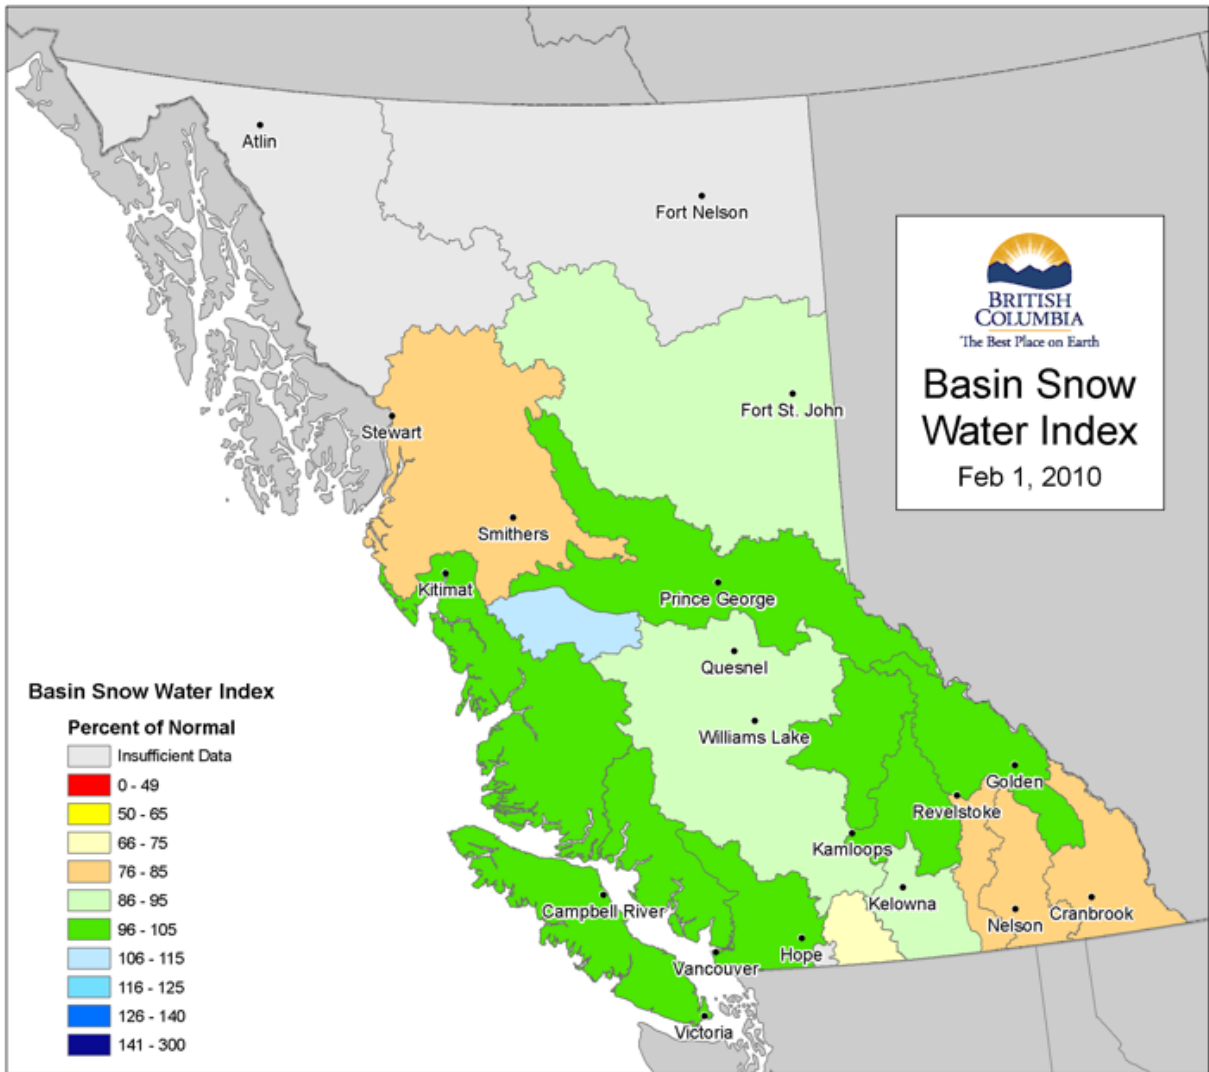 Atlin
Fort Nelson
BRITISH
COLUMBIA
The Best Place on Earth
Basin Snow
Water Index
Feb 1, 2010
Fort St. John
Stewart
Smithers
Kitimat
Prince George
Quesnel
Williams Lake
Golden
Revelstoke
Kamloops
Kelowna
Campbell River
Nelson
Cranbrook
Hope
Vancouver
Victoria
Basin Snow Water Index
Percent of Normal
Insufficient Data
0 - 49
50 - 65
66 - 75
76 - 85
86 - 95
96 - 105
106 - 115
116 - 125
126 - 140
141 - 300